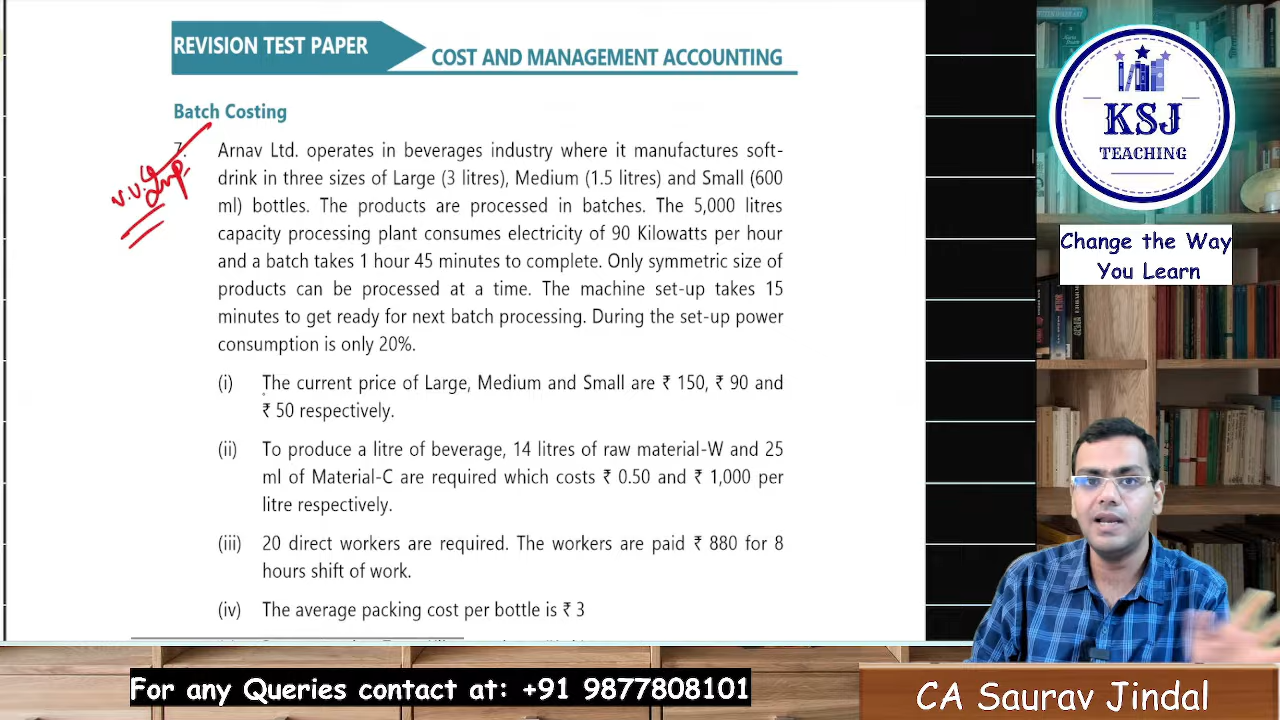 REVISION TEST PAPER
COST AND MANAGEMENT ACCOUNTING
Batch Costing
7. Arnav Ltd. operates in beverages industry where it manufactures soft-
drink in three sizes of Large (3 litres), Medium (1.5 litres) and Small (600
ml) bottles. The products are processed in batches. The 5,000 litres
capacity processing plant consumes electricity of 90 Kilowatts per hour
and a batch takes 1 hour 45 minutes to complete. Only symmetric size of
products can be processed at a time. The machine set-up takes 15
minutes to get ready for next batch processing. During the set-up power
consumption is only 20%.
(i) The current price of Large, Medium and Small are ₹ 150, ₹ 90 and
₹ 50 respectively.
(ii) To produce a litre of beverage, 14 litres of raw material-W and 25
ml of Material-C are required which costs ₹ 0.50 and ₹ 1,000 per
litre respectively.
(iii) 20 direct workers are required. The workers are paid ₹ 880 for 8
hours shift of work.
(iv) The average packing cost per bottle is ₹ 3
v.v. Imp.
KSJ
TEACHING
Change the Way
You Learn
For any Queries contact at: +91 9877808101
CA Saurav Jindal